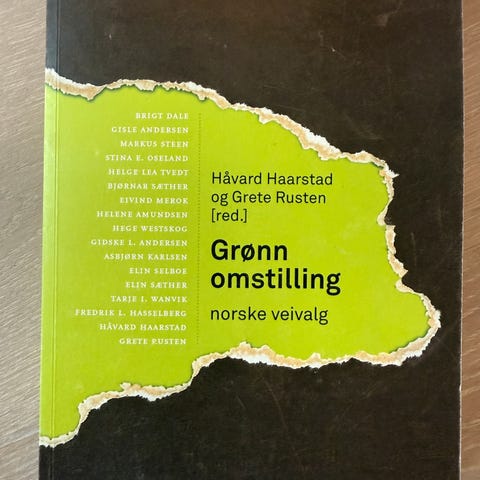 BRIGT DALE
GISLE ANDERSEN
MARKUS STEEN
STINA E. OSELAND
HELGE LEA TVEDT
BJØRNAR SÆTHER
EIVIND MEROK
HELENE AMUNDSEN
HEGE WESTSKOG
GIDSKE L. ANDERSEN
ASBJØRN KARLSEN
ELIN SELBOE
ELIN SÆTHER
TARJE I. WANVIK
FREDRIK L. HASSELBERG
HÅVARD HAARSTAD
GRETE RUSTEN
Håvard Haarstad
og Grete Rusten
[red.]
Grønn
omstilling
norske veivalg